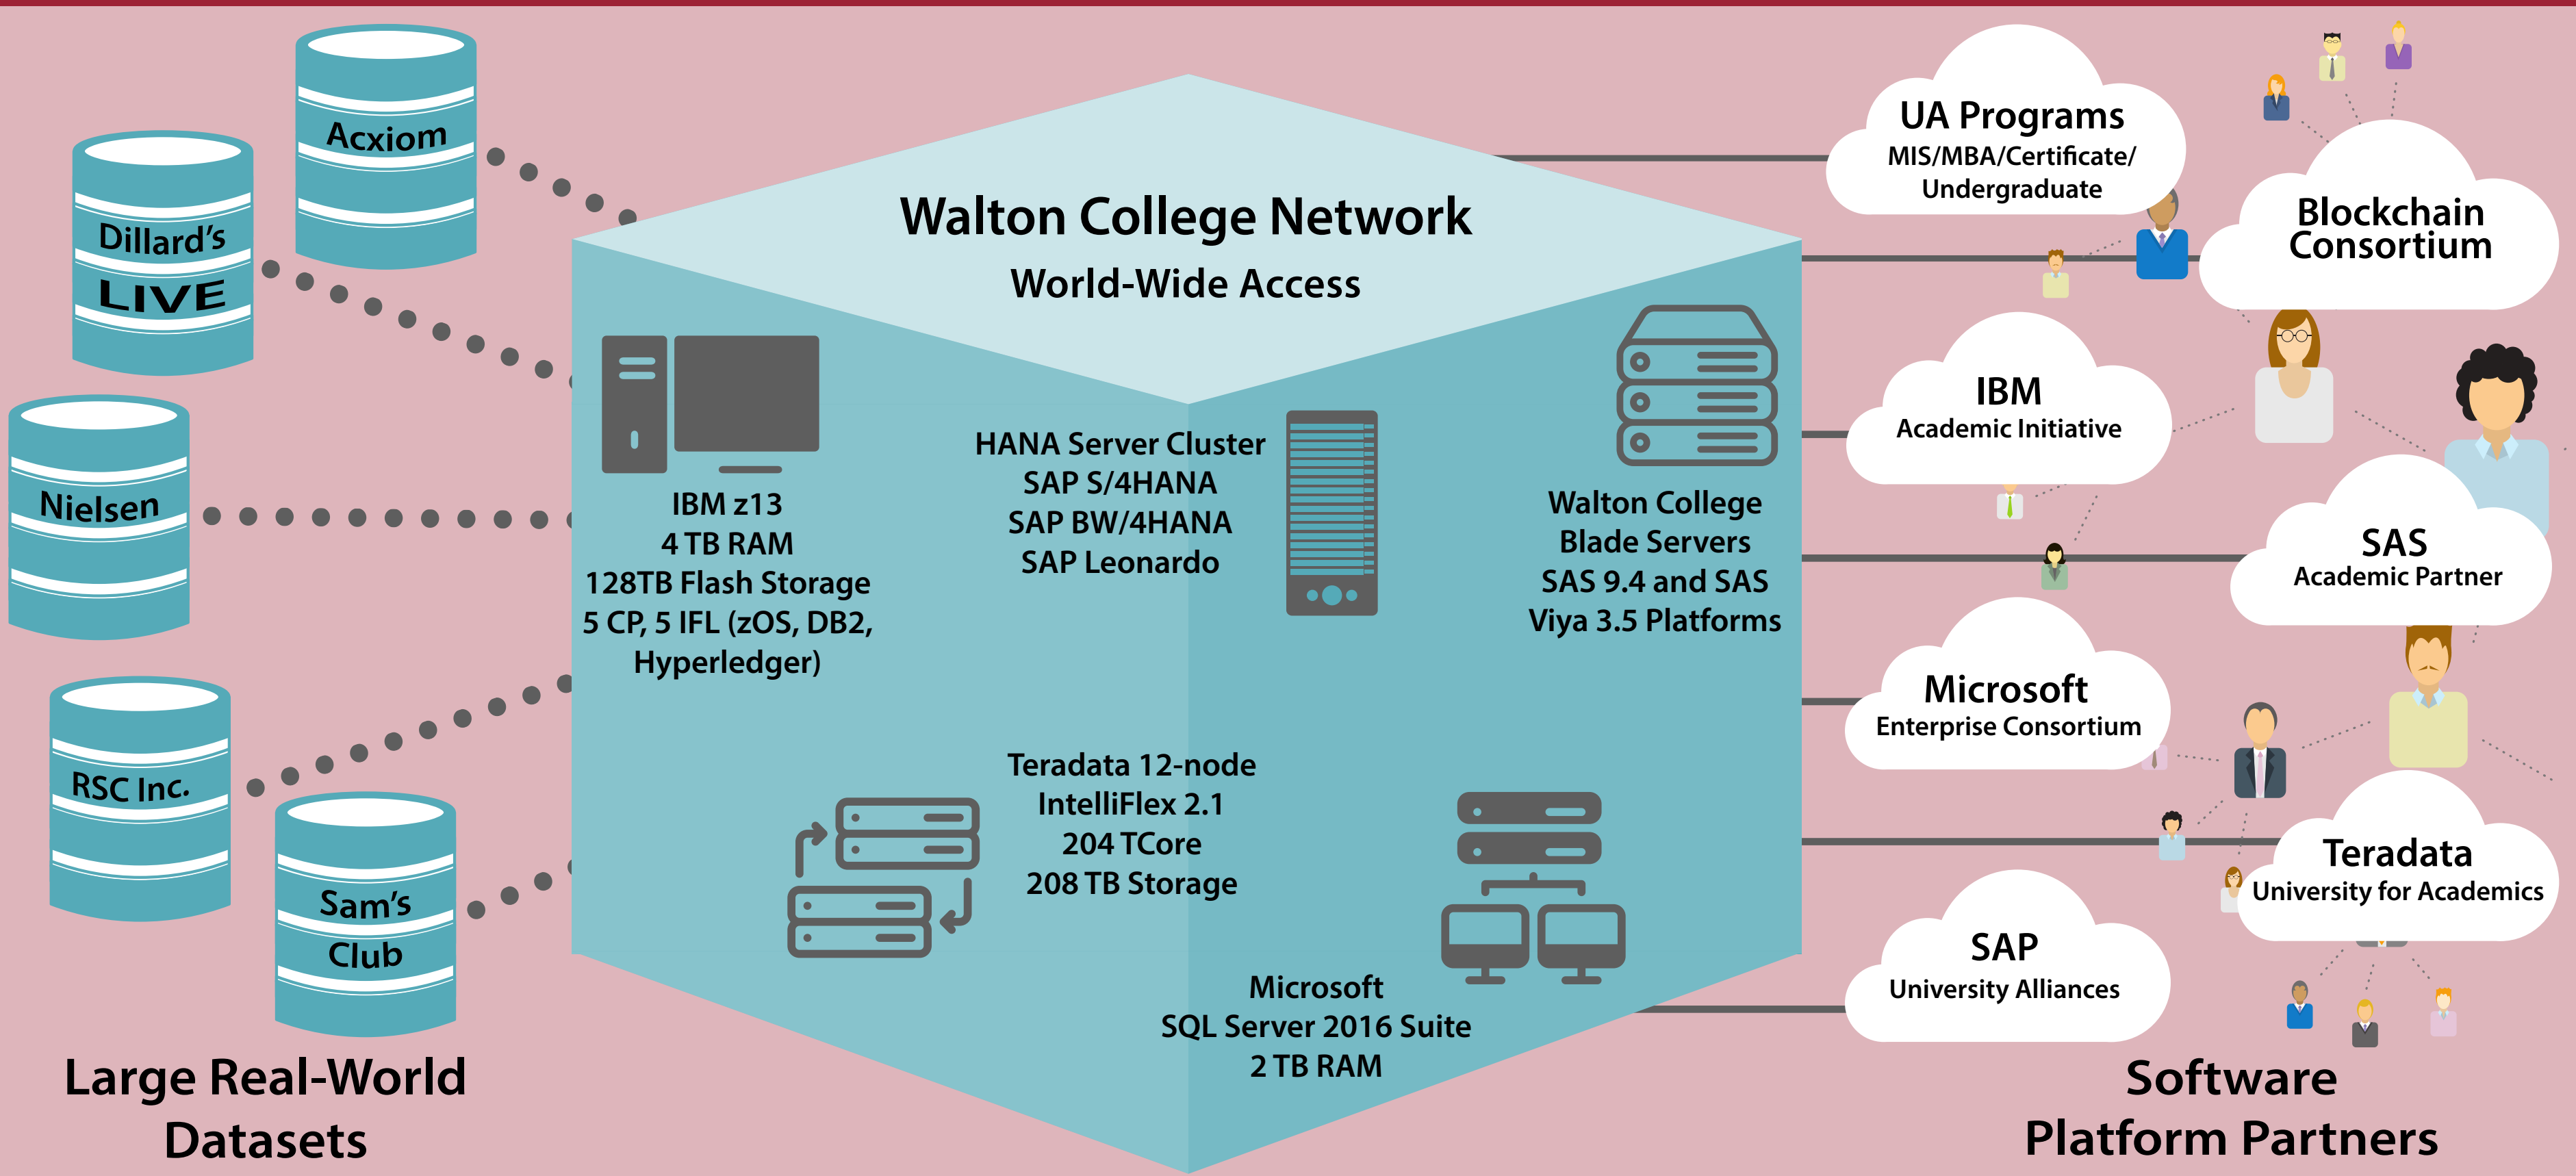 Acxiom
Dillard's
LIVE
Nielsen
RSC Inc.
Sam's
Club
Large Real-World
Datasets
Walton College Network
World-Wide Access
IBM z13
4 TB RAM
128TB Flash Storage
5 CP, 5 IFL (zOS, DB2,
Hyperledger)
HANA Server Cluster
SAP S/4HANA
SAP BW/4HANA
SAP Leonardo
Walton College
Blade Servers
SAS 9.4 and SAS
Viya 3.5 Platforms
Teradata 12-node
IntelliFlex 2.1
204 TCore
208 TB Storage
Microsoft
SQL Server 2016 Suite
2 TB RAM
UA Programs
MIS/MBA/Certificate/
Undergraduate
Blockchain
Consortium
IBM
Academic Initiative
SAS
Academic Partner
Microsoft
Enterprise Consortium
Teradata
University for Academics
SAP
University Alliances
Software
Platform Partners